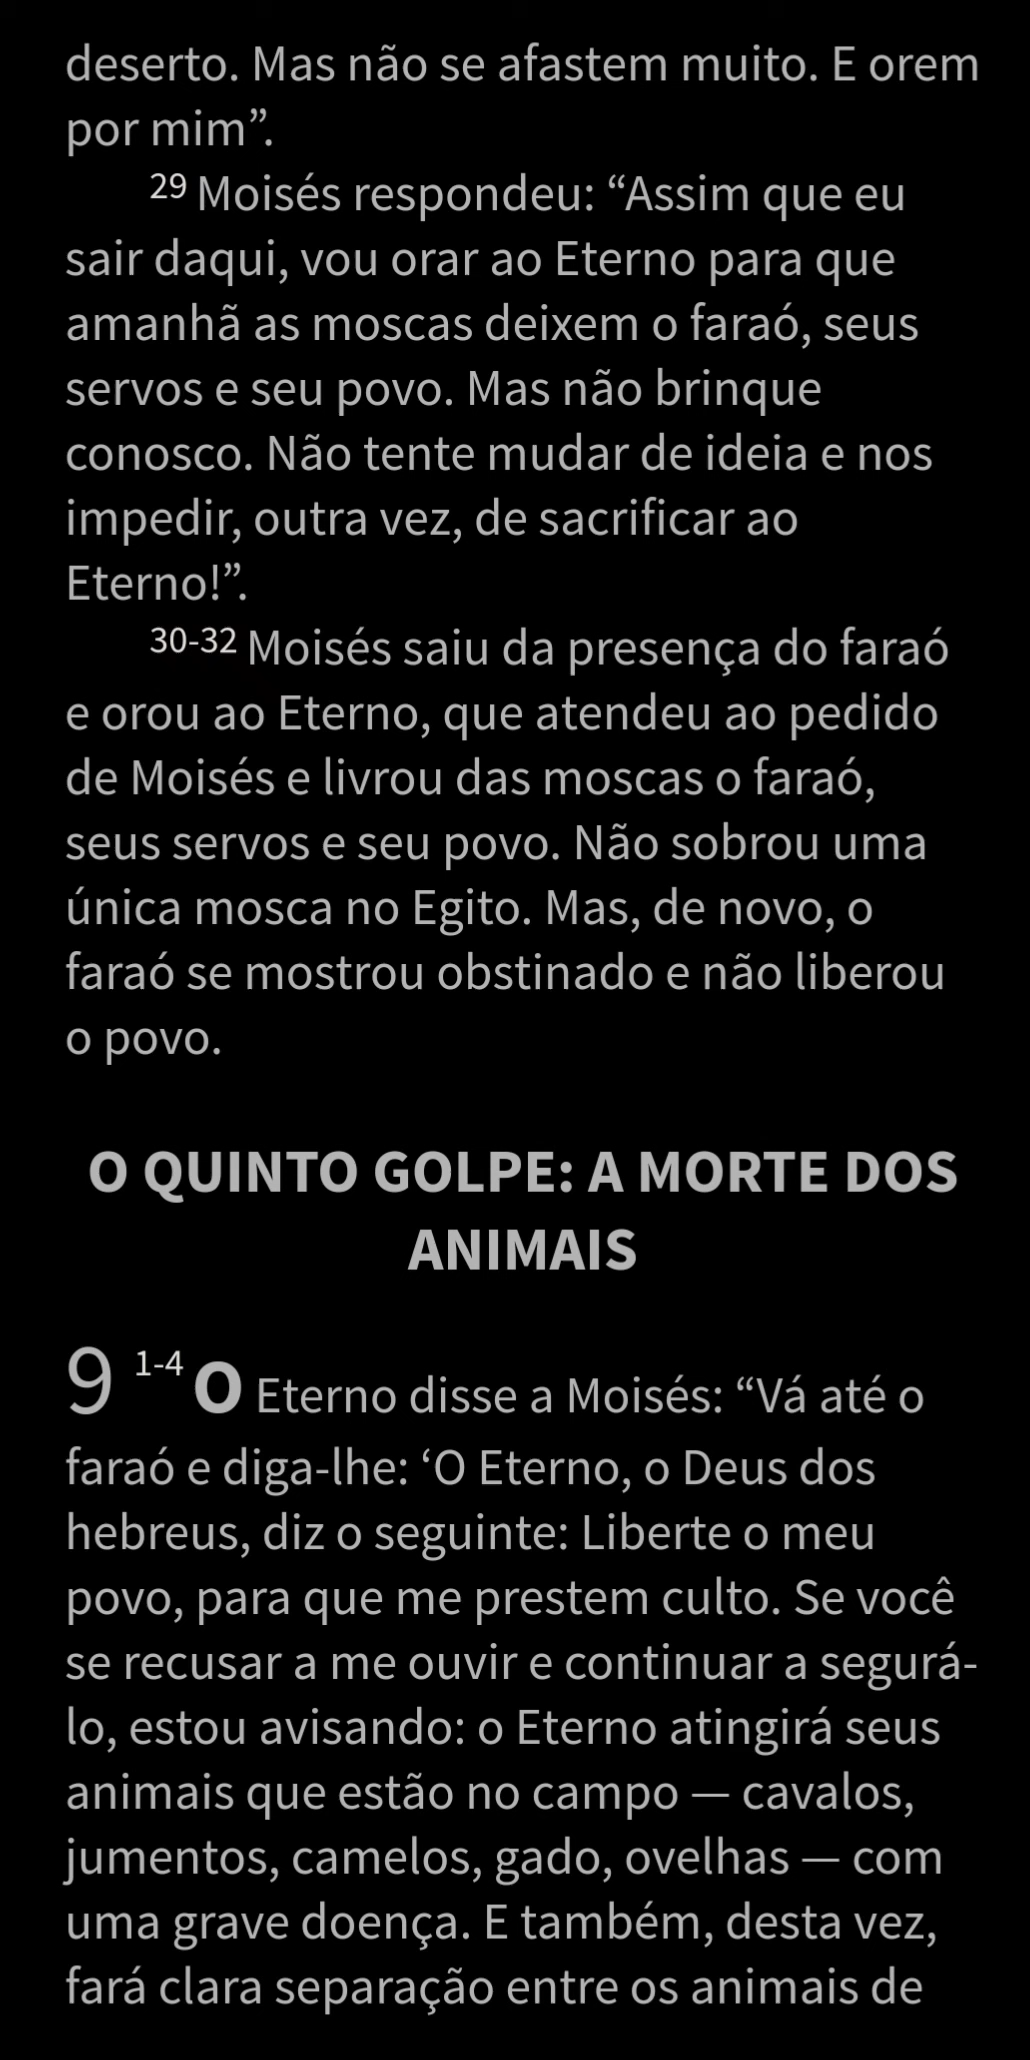 deserto. Mas não se afastem muito. E orem
por mim”.
29 Moisés respondeu: “Assim que eu
sair daqui, vou orar ao Eterno para que
amanhã as moscas deixem o faraó, seus
servos e seu povo. Mas não brinque
conosco. Não tente mudar de ideia e nos
impedir, outra vez, de sacrificar ao
Eterno!”.
30-32 Moisés saiu da presença do faraó
e orou ao Eterno, que atendeu ao pedido
de Moisés e livrou das moscas o faraó,
seus servos e seu povo. Não sobrou uma
única mosca no Egito. Mas, de novo, o
faraó se mostrou obstinado e não liberou
o povo.
O QUINTO GOLPE: A MORTE DOS
ANIMAIS
9 1-4 O Eterno disse a Moisés: “Vá até o
faraó e diga-lhe: ‘O Eterno, o Deus dos
hebreus, diz o seguinte: Liberte o meu
povo, para que me prestem culto. Se você
se recusar a me ouvir e continuar a segurá-
lo, estou avisando: o Eterno atingirá seus
animais que estão no campo — cavalos,
jumentos, camelos, gado, ovelhas — com
uma grave doença. E também, desta vez,
fará clara separação entre os animais de